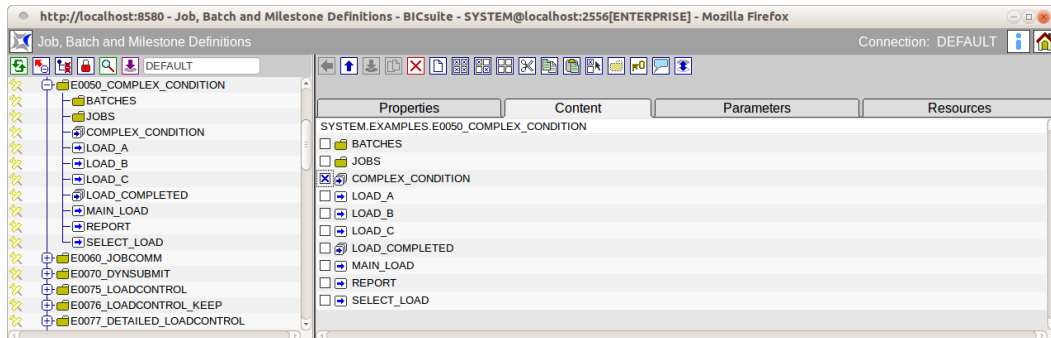 http://localhost:8580 - Job, Batch and Milestone Definitions - BICsuite - SYSTEM@localhost:2556[ENTERPRISE] - Mozilla Firefox
Job, Batch and Milestone Definitions
Connection: DEFAULT
DEFAULT
E0050_COMPLEX_CONDITION
BATCHES
JOBS
COMPLEX_CONDITION
LOAD_A
LOAD_B
LOAD_C
LOAD_COMPLETED
MAIN_LOAD
REPORT
SELECT_LOAD
E0060_JOBCOMM
E0070_DYNSUBMIT
E0075_LOADCONTROL
E0076_LOADCONTROL_KEEP
E0077_DETAILED_LOADCONTROL
Properties Content Parameters Resources
SYSTEM.EXAMPLES.E0050_COMPLEX_CONDITION
BATCHES
JOBS
COMPLEX_CONDITION
LOAD_A
LOAD_B
LOAD_C
LOAD_COMPLETED
MAIN_LOAD
REPORT
SELECT_LOAD